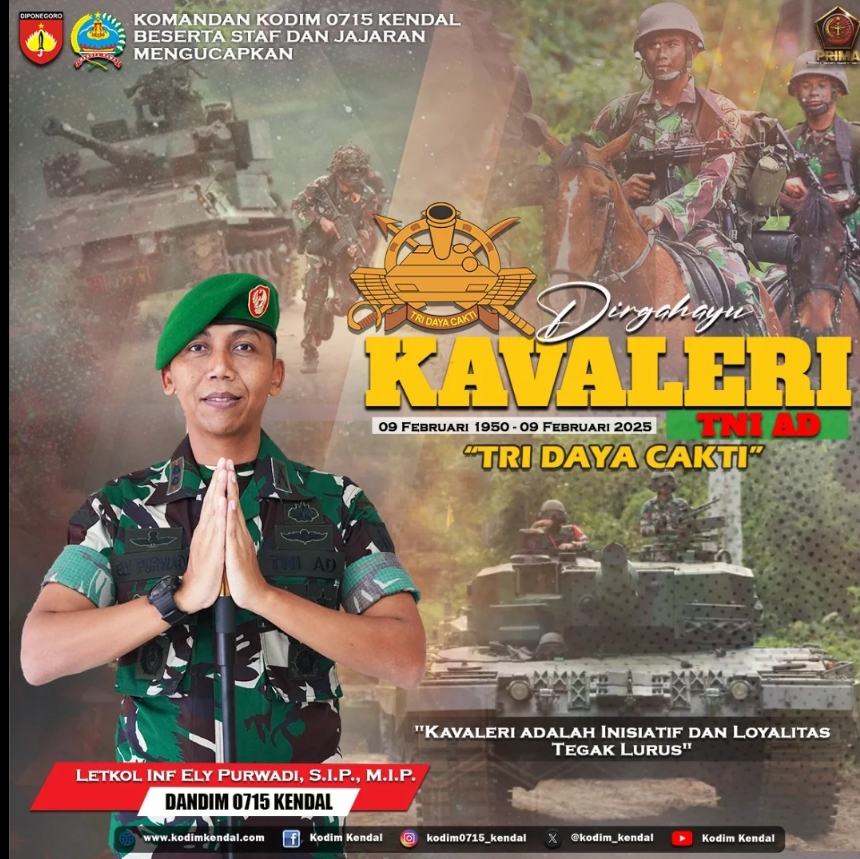 DIPONEGORO
KOMANDAN KODIM 0715 KENDAL
BESERTA STAF DAN JAJARAN
MENGUCAPKAN
PRIMA
TRI DAYA CAKTI
Dirgahayu
KAVALERI
09 Februari 1950 - 09 Februari 2025
TNI AD
"TRI DAYA CAKTI"
ELY PURWADI
TNI AD
"Kavaleri adalah Inisiatif dan Loyalitas
Tegak Lurus"
Letkol Inf Ely Purwadi, S.I.P., M.I.P.
DANDIM 0715 KENDAL
www.kodimkendal.com
Kodim Kendal
kodim0715_kendal
@kodim_kendal
Kodim Kendal